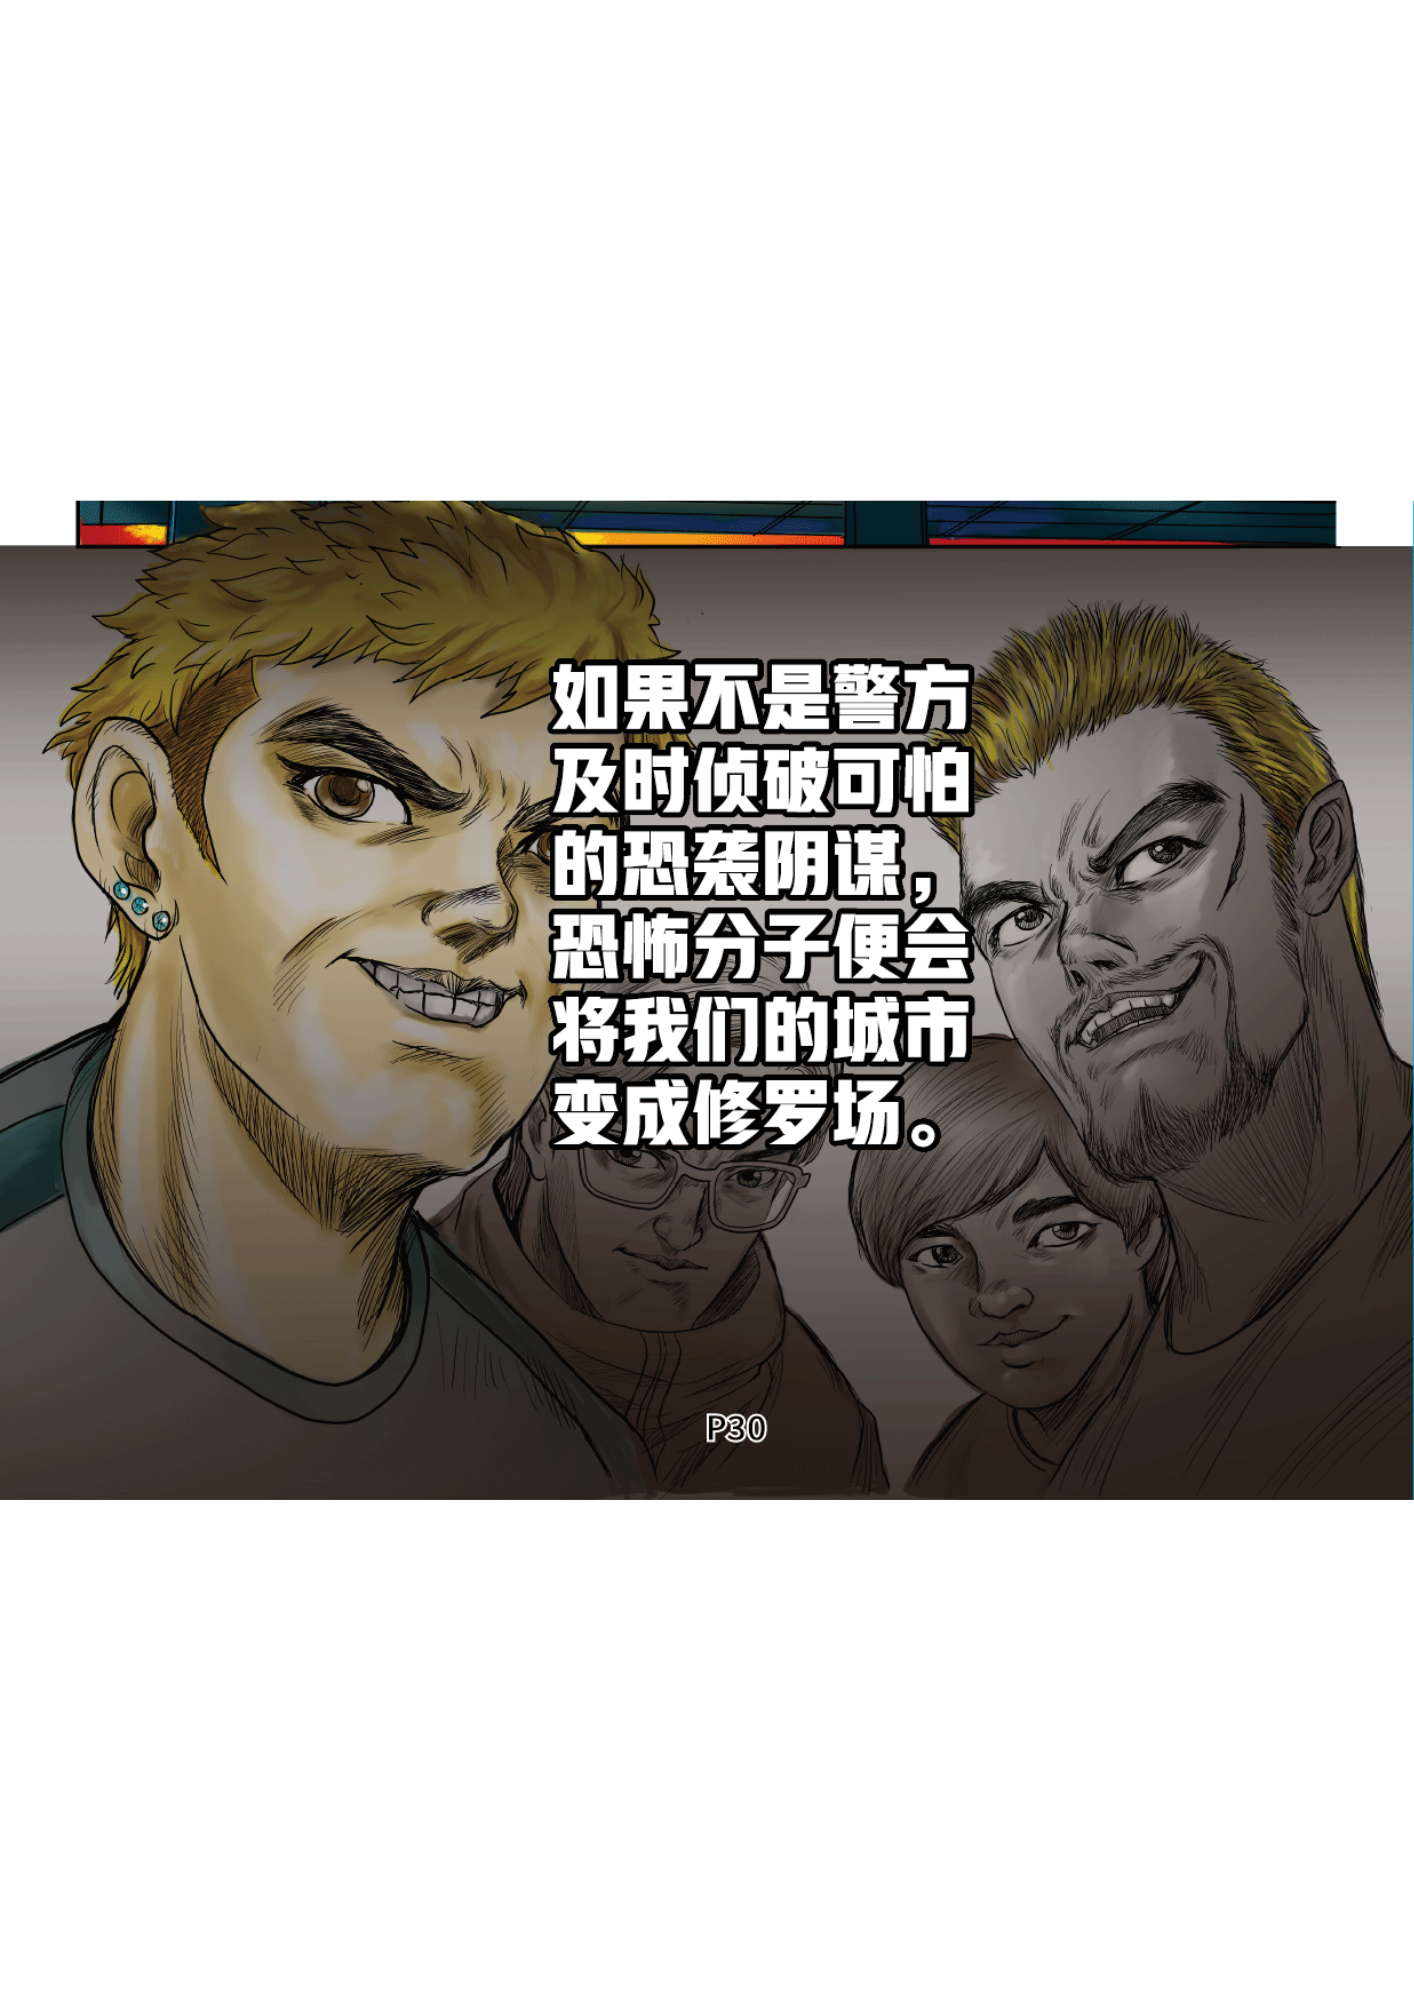 如果不是警方
及时侦破可怕
的恐袭阴谋，
恐怖分子便会
将我们的城市
变成修罗场。
P30